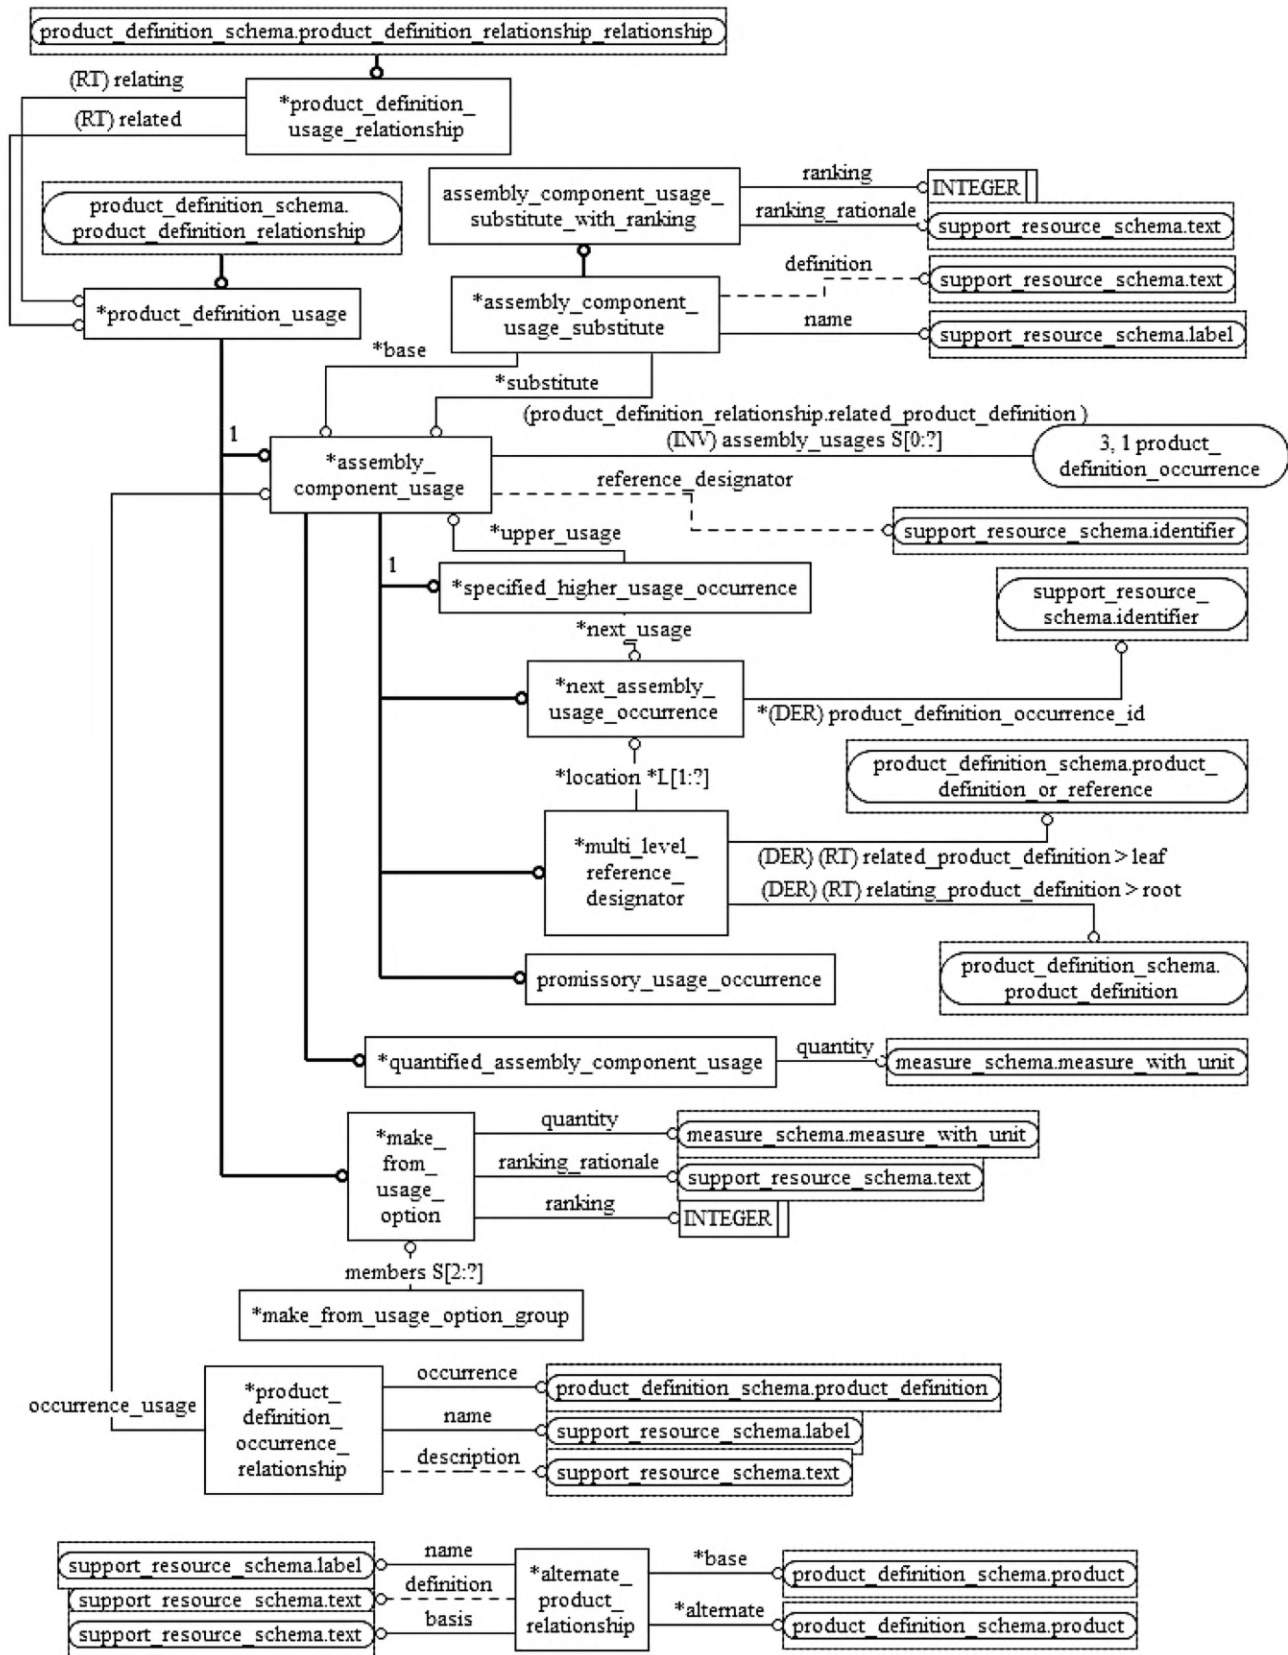 product_definition_schema.product_definition_relationship_relationship
(RT) relating
(RT) related
*product_definition_
usage_relationship
product_definition_schema.
product_definition_relationship
*product_definition_usage
assembly_component_usage_
substitute_with_ranking
ranking
INTEGER
ranking_rationale
support_resource_schema.text
definition
support_resource_schema.text
*assembly_component_
usage_substitute
name
support_resource_schema.label
*base
*substitute
(product_definition_relationship.related_product_definition )
(INV) assembly_usages S[0:?]
3, 1 product_
definition_occurrence
1
*assembly_
component_usage
reference_designator
support_resource_schema.identifier
*upper_usage
1
*specified_higher_usage_occurrence
support_resource_
schema.identifier
*next_usage
*next_assembly_
usage_occurrence
*(DER) product_definition_occurrence_id
*location *L[1:?]
product_definition_schema.product_
definition_or_reference
*multi_level_
reference_
designator
(DER) (RT) related_product_definition > leaf
(DER) (RT) relating_product_definition > root
product_definition_schema.
product_definition
promissory_usage_occurrence
*quantified_assembly_component_usage
quantity
measure_schema.measure_with_unit
*make_
from_
usage_
option
quantity
measure_schema.measure_with_unit
ranking_rationale
support_resource_schema.text
ranking
INTEGER
members S[2:?]
*make_from_usage_option_group
occurrence_usage
*product_
definition_
occurrence_
relationship
occurrence
product_definition_schema.product_definition
name
support_resource_schema.label
description
support_resource_schema.text
support_resource_schema.label
name
support_resource_schema.text
definition
support_resource_schema.text
basis
*alternate_
product_
relationship
*base
product_definition_schema.product
*alternate
product_definition_schema.product